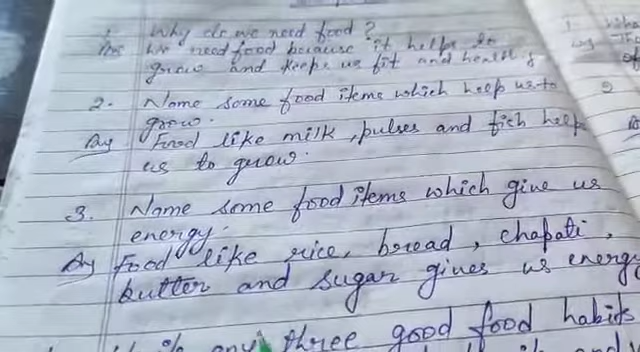 1. Why do we need food?
Ans We need food because it helps to
grow and keeps us fit and healthy
2. Name some food items which help us to
grow.
Ans Food like milk, pulses and fish help
us to grow.
3. Name some food items which give us
energy.
Ans Food like rice, bread, chapati,
butter and sugar gives us energy
any three good food habits